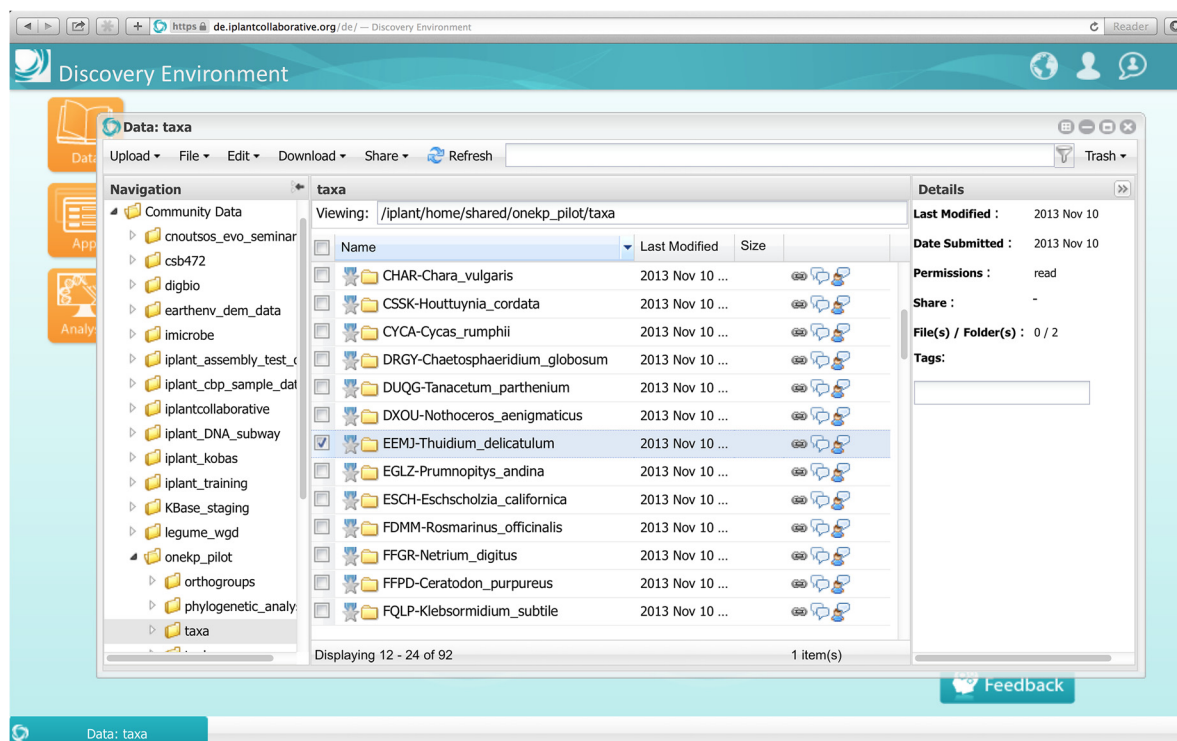 https de.iplantcollaborative.org/de/ — Discovery Environment
Reader
Discovery Environment
Data: taxa
Upload File Edit Download Share Refresh Trash
Navigation
Community Data
cnoutsos_evo_seminar
csb472
digbio
earthenv_dem_data
imicrobe
iplant_assembly_test_
iplant_cbp_sample_dat
iplantcollaborative
iplant_DNA_subway
iplant_kobas
iplant_training
KBase_staging
legume_wgd
onekp_pilot
orthogroups
phylogenetic_analy
taxa
taxa
Viewing: /iplant/home/shared/onekp_pilot/taxa
Name Last Modified Size
CHAR-Chara_vulgaris 2013 Nov 10 ...
CSSK-Houttuynia_cordata 2013 Nov 10 ...
CYCA-Cycas_rumphii 2013 Nov 10 ...
DRGY-Chaetosphaeridium_globosum 2013 Nov 10 ...
DUQG-Tanacetum_parthenium 2013 Nov 10 ...
DXOU-Nothoceros_aenigmaticus 2013 Nov 10 ...
EEMJ-Thuidium_delicatulum 2013 Nov 10 ...
EGLZ-Prumnopitys_andina 2013 Nov 10 ...
ESCH-Eschscholzia_californica 2013 Nov 10 ...
FDMM-Rosmarinus_officinalis 2013 Nov 10 ...
FFGR-Netrium_digitus 2013 Nov 10 ...
FFPD-Ceratodon_purpureus 2013 Nov 10 ...
FQLP-Klebsormidium_subtile 2013 Nov 10 ...
Displaying 12 - 24 of 92 1 item(s)
Details
Last Modified : 2013 Nov 10
Date Submitted : 2013 Nov 10
Permissions : read
Share : -
File(s) / Folder(s) : 0 / 2
Tags:
Data
App
Analys
Feedback
Data: taxa